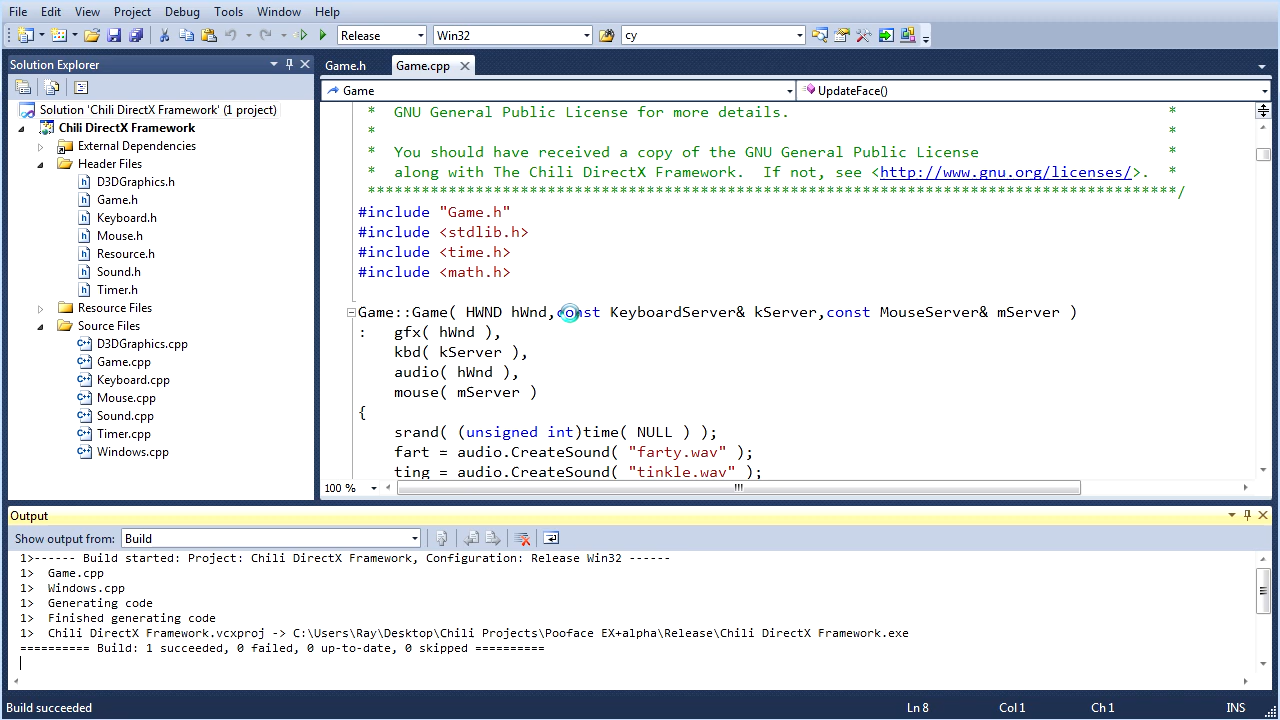 File Edit View Project Debug Tools Window Help
Release Win32 cy
Solution Explorer
Solution 'Chili DirectX Framework' (1 project)
Chili DirectX Framework
External Dependencies
Header Files
D3DGraphics.h
Game.h
Keyboard.h
Mouse.h
Resource.h
Sound.h
Timer.h
Resource Files
Source Files
D3DGraphics.cpp
Game.cpp
Keyboard.cpp
Mouse.cpp
Sound.cpp
Timer.cpp
Windows.cpp
Game.h Game.cpp
Game UpdateFace()
* GNU General Public License for more details. *
* *
* You should have received a copy of the GNU General Public License *
* along with The Chili DirectX Framework. If not, see <http://www.gnu.org/licenses/>. *
******************************************************************************************/
#include "Game.h"
#include <stdlib.h>
#include <time.h>
#include <math.h>
Game::Game( HWND hWnd,const KeyboardServer& kServer,const MouseServer& mServer )
: gfx( hWnd ),
kbd( kServer ),
audio( hWnd ),
mouse( mServer )
{
srand( (unsigned int)time( NULL ) );
fart = audio.CreateSound( "farty.wav" );
ting = audio.CreateSound( "tinkle.wav" );
100 %
Output
Show output from: Build
1>------ Build started: Project: Chili DirectX Framework, Configuration: Release Win32 ------
1> Game.cpp
1> Windows.cpp
1> Generating code
1> Finished generating code
1> Chili DirectX Framework.vcxproj -> C:\Users\Ray\Desktop\Chili Projects\Pooface EX+alpha\Release\Chili DirectX Framework.exe
========== Build: 1 succeeded, 0 failed, 0 up-to-date, 0 skipped ==========
Build succeeded Ln 8 Col 1 Ch 1 INS